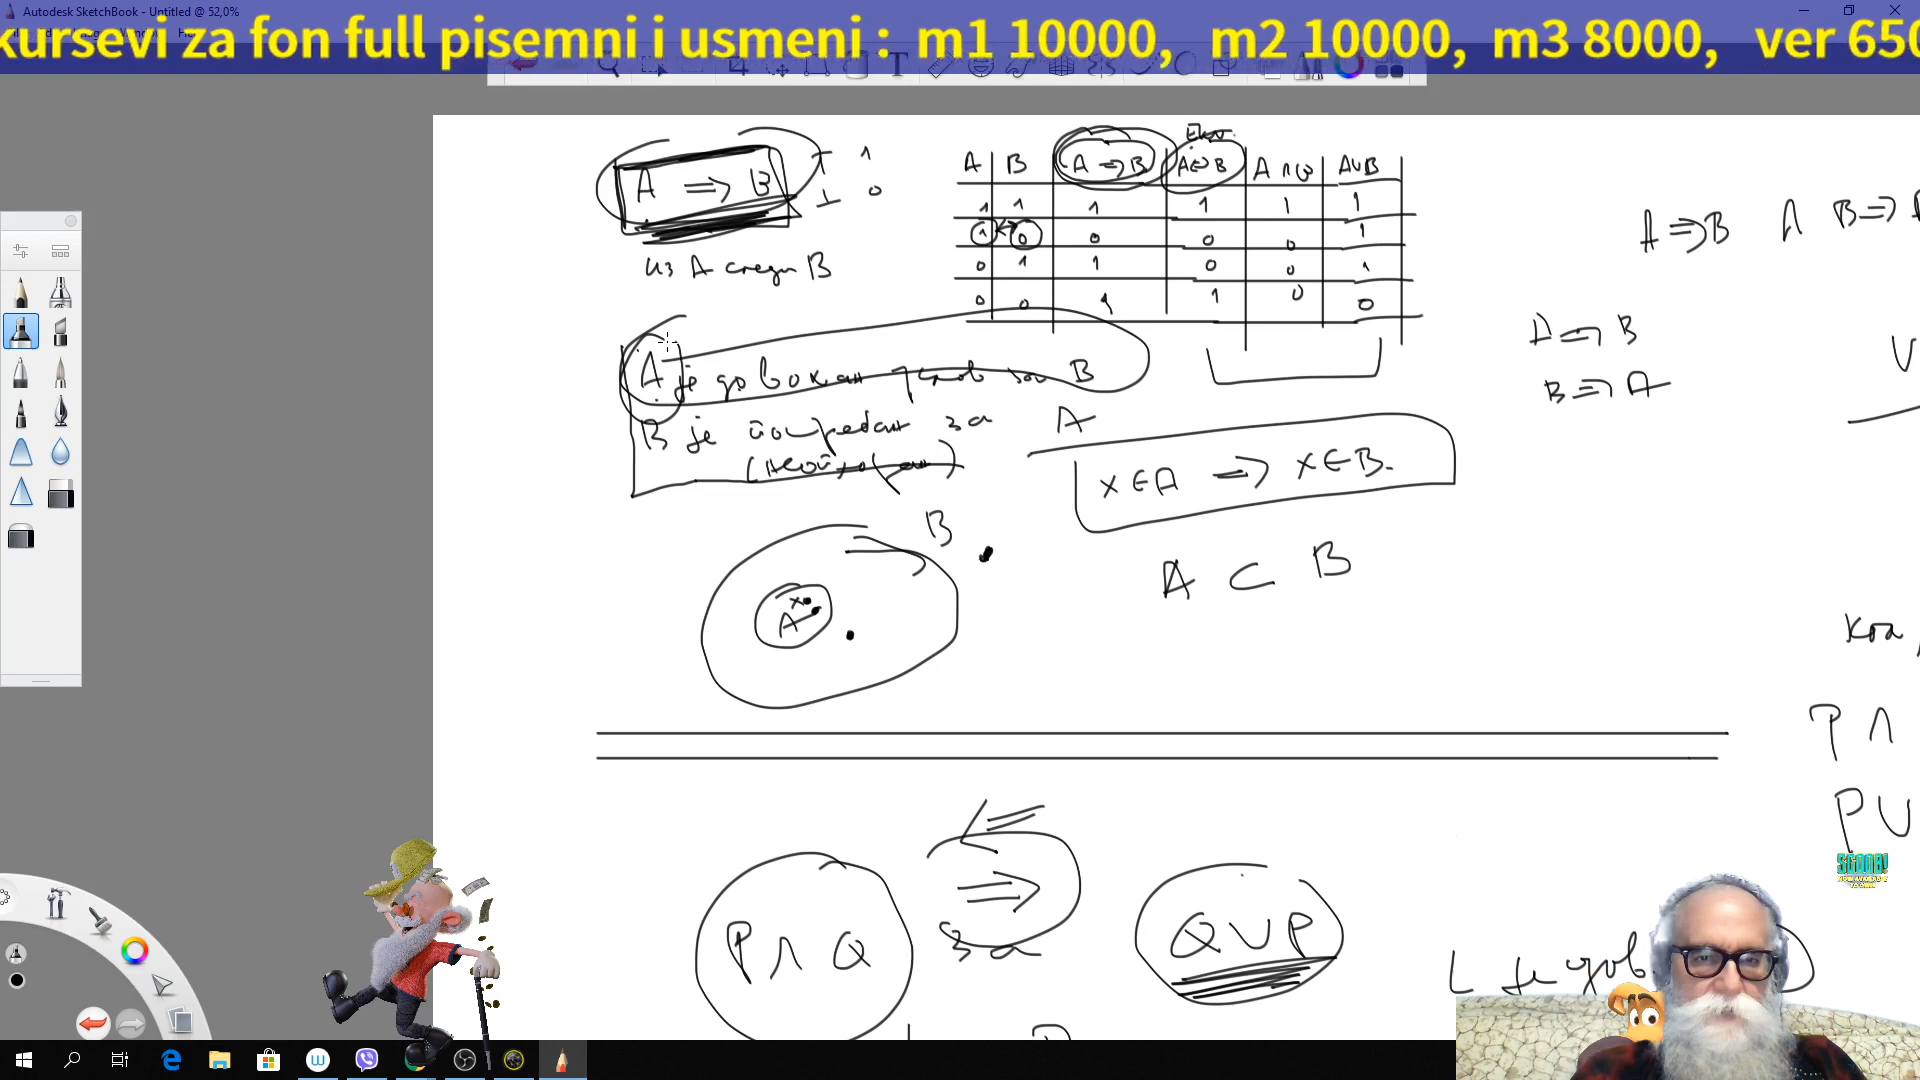 Autodesk SketchBook - Untitled @ 52,0%
kursevi za fon full pisemni i usmeni : m1 10000, m2 10000, m3 8000, ver 650
A ⇒ B
⊤ 1
⊥ 0
из A следи B
A B A ⇒ B A⇔B A ∧ B A∨B
1 1 1 1 1 1
1 0 0 0 0 1
0 1 1 0 0 1
0 0 1 1 0 0
A ⇒ B ∧ B ⇒
A ⇒ B
B ⇒ A
A је довољан услов за B
B је потребан за A
x ∈ A ⇒ x ∈ B.
B
x
A
A ⊂ B
P ∧
P ∪
⇐
P ∧ Q ⇒ Q ∨ P
за
SCOOB!